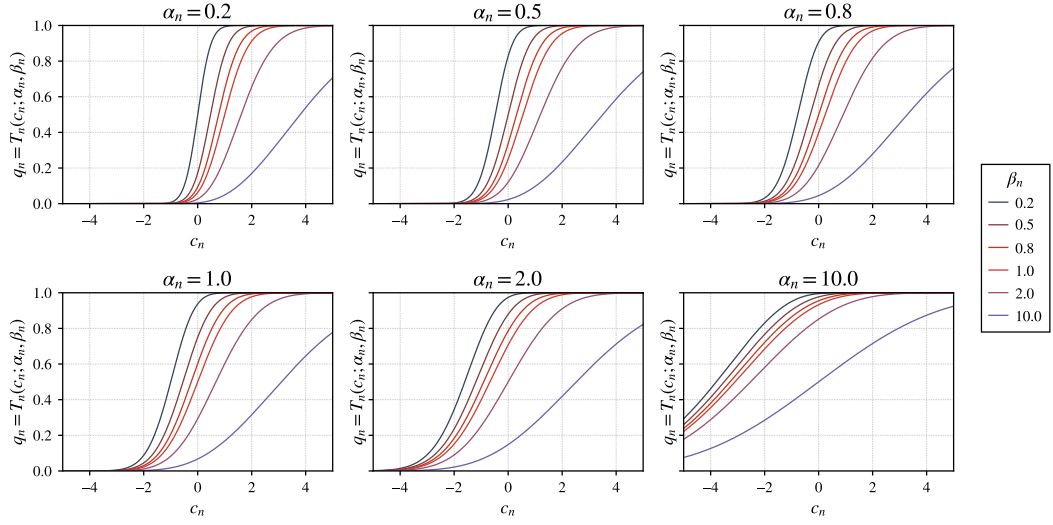 αₙ = 0.2
αₙ = 0.5
αₙ = 0.8
1.0
0.8
0.6
0.4
0.2
0.0
qₙ = Tₙ(cₙ; αₙ, βₙ)
qₙ = Tₙ(cₙ; αₙ, βₙ)
qₙ = Tₙ(cₙ; αₙ, βₙ)
−4 −2 0 2 4
−4 −2 0 2 4
−4 −2 0 2 4
cₙ
cₙ
cₙ
βₙ
0.2
0.5
0.8
1.0
2.0
10.0
αₙ = 1.0
αₙ = 2.0
αₙ = 10.0
1.0
0.8
0.6
0.4
0.2
0.0
qₙ = Tₙ(cₙ; αₙ, βₙ)
qₙ = Tₙ(cₙ; αₙ, βₙ)
qₙ = Tₙ(cₙ; αₙ, βₙ)
−4 −2 0 2 4
−4 −2 0 2 4
−4 −2 0 2 4
cₙ
cₙ
cₙ